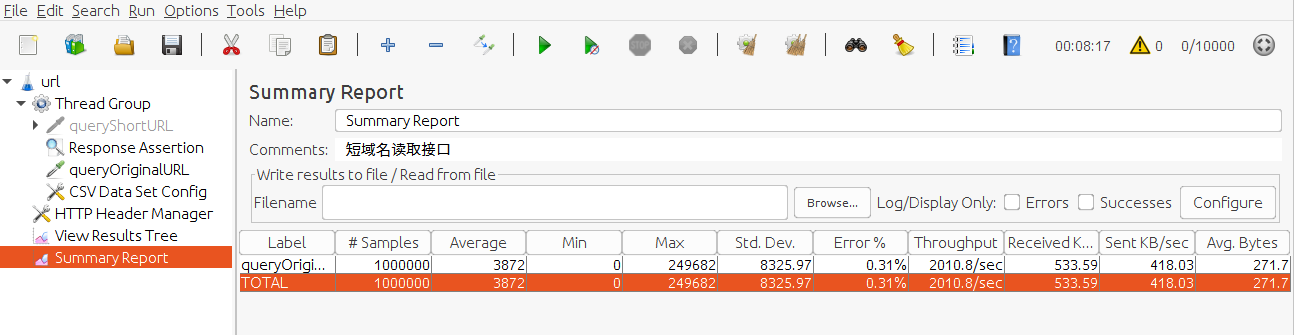 File Edit Search Run Options Tools Help
STOP 00:08:17 0 0/10000
url
Thread Group
queryShortURL
Response Assertion
queryOriginalURL
CSV Data Set Config
HTTP Header Manager
View Results Tree
Summary Report
Summary Report
Name: Summary Report
Comments: 短域名读取接口
Write results to file / Read from file
Filename Browse... Log/Display Only: Errors Successes Configure
Label # Samples Average Min Max Std. Dev. Error % Throughput Received K... Sent KB/sec Avg. Bytes
queryOrigi... 1000000 3872 0 249682 8325.97 0.31% 2010.8/sec 533.59 418.03 271.7
TOTAL 1000000 3872 0 249682 8325.97 0.31% 2010.8/sec 533.59 418.03 271.7